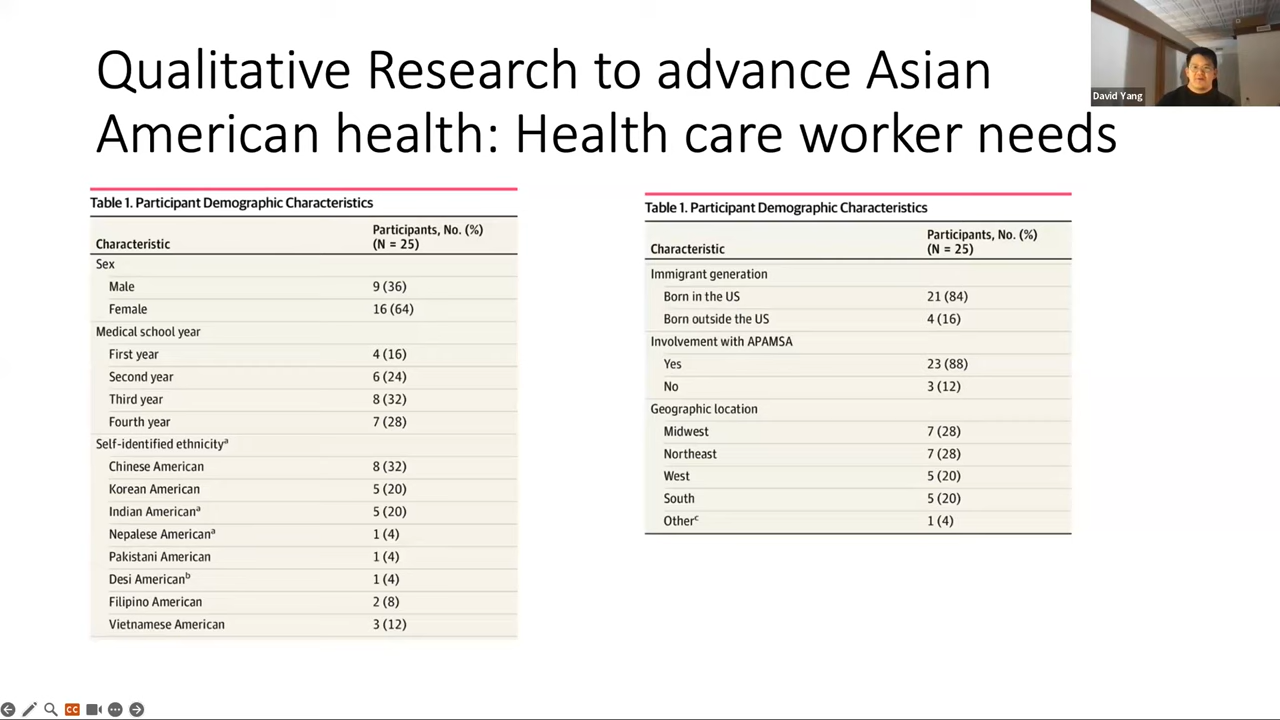 Qualitative Research to advance Asian
American health: Health care worker needs
David Yang
Table 1. Participant Demographic Characteristics
Characteristic Participants, No. (%) (N = 25)
Sex
Male 9 (36)
Female 16 (64)
Medical school year
First year 4 (16)
Second year 6 (24)
Third year 8 (32)
Fourth year 7 (28)
Self-identified ethnicityᵃ
Chinese American 8 (32)
Korean American 5 (20)
Indian Americanᵃ 5 (20)
Nepalese Americanᵃ 1 (4)
Pakistani American 1 (4)
Desi Americanᵇ 1 (4)
Filipino American 2 (8)
Vietnamese American 3 (12)
Table 1. Participant Demographic Characteristics
Characteristic Participants, No. (%) (N = 25)
Immigrant generation
Born in the US 21 (84)
Born outside the US 4 (16)
Involvement with APAMSA
Yes 23 (88)
No 3 (12)
Geographic location
Midwest 7 (28)
Northeast 7 (28)
West 5 (20)
South 5 (20)
Otherᶜ 1 (4)
CC